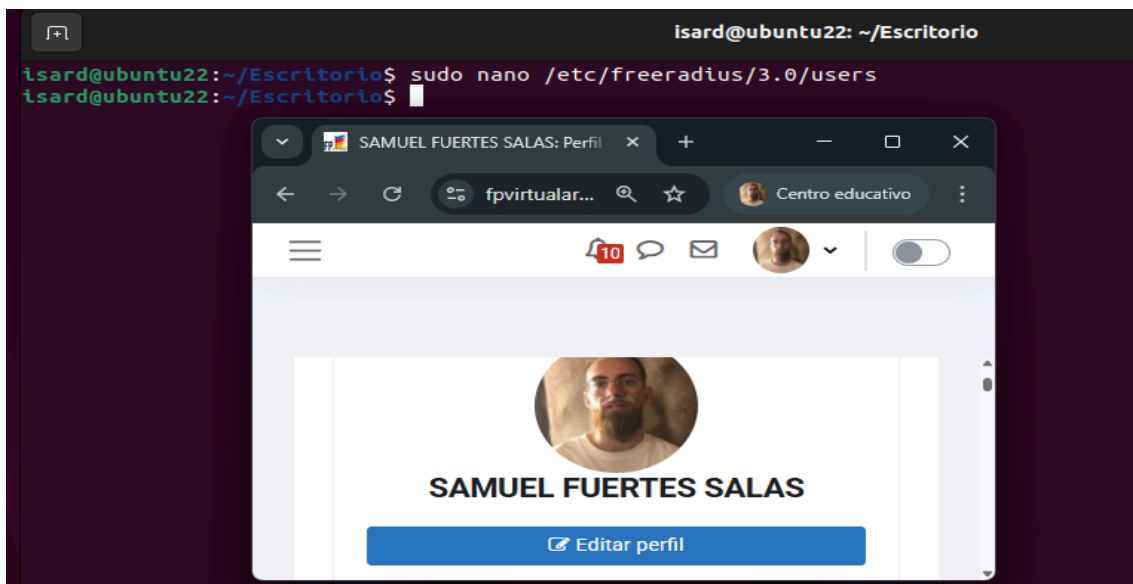 isard@ubuntu22: ~/Escritorio
isard@ubuntu22:~/Escritorio$ sudo nano /etc/freeradius/3.0/users
isard@ubuntu22:~/Escritorio$
SAMUEL FUERTES SALAS: Perfil
fpvirtualar...
Centro educativo
10
SAMUEL FUERTES SALAS
Editar perfil